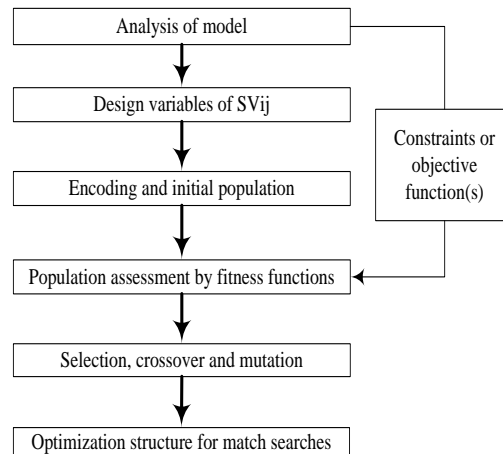 Analysis of model
Design variables of SVij
Constraints or
objective
function(s)
Encoding and initial population
Population assessment by fitness functions
Selection, crossover and mutation
Optimization structure for match searches